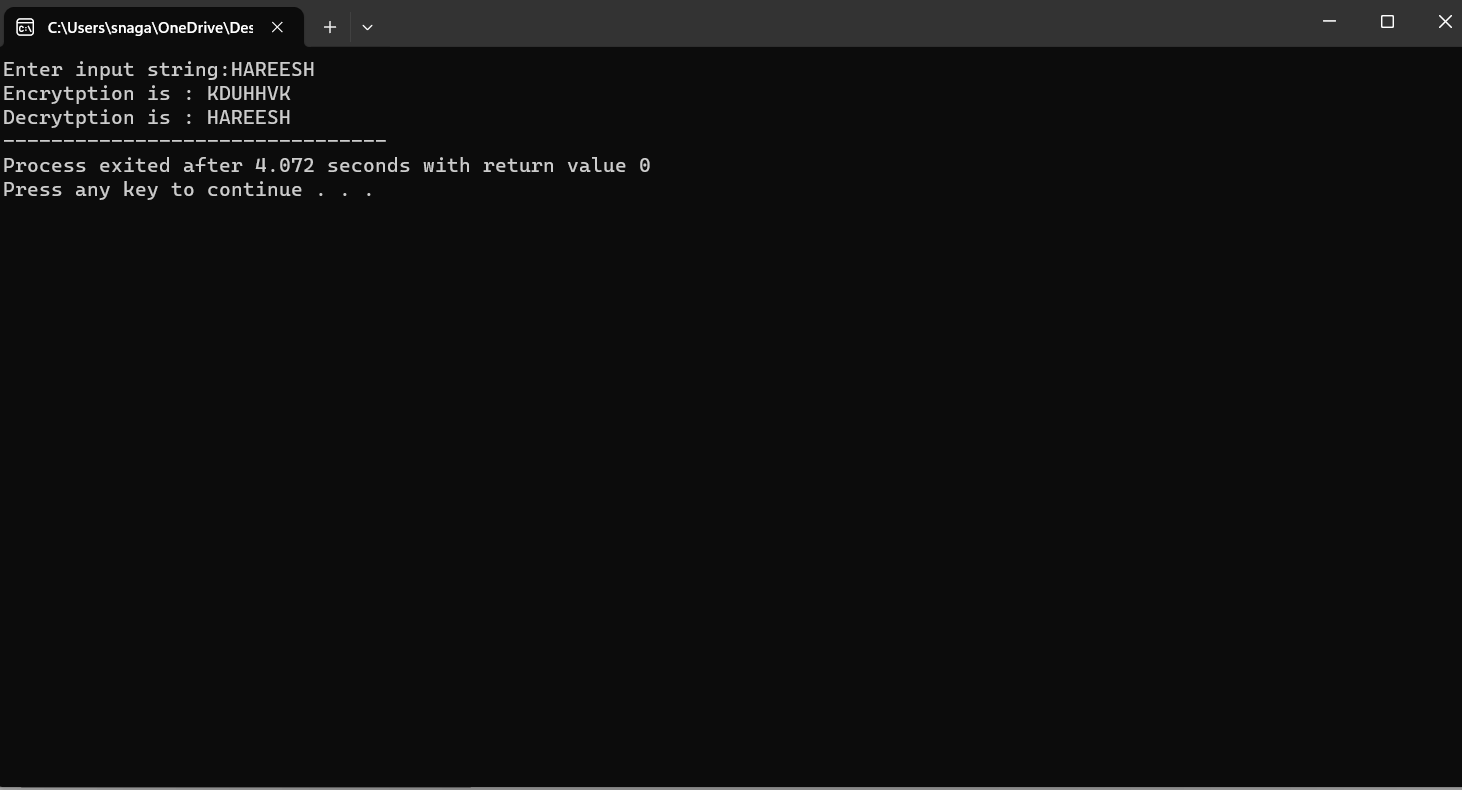 C:\Users\snaga\OneDrive\Des
Enter input string:HAREESH
Encrytption is : KDUHHVK
Decrytption is : HAREESH
--------------------------------
Process exited after 4.072 seconds with return value 0
Press any key to continue . . .